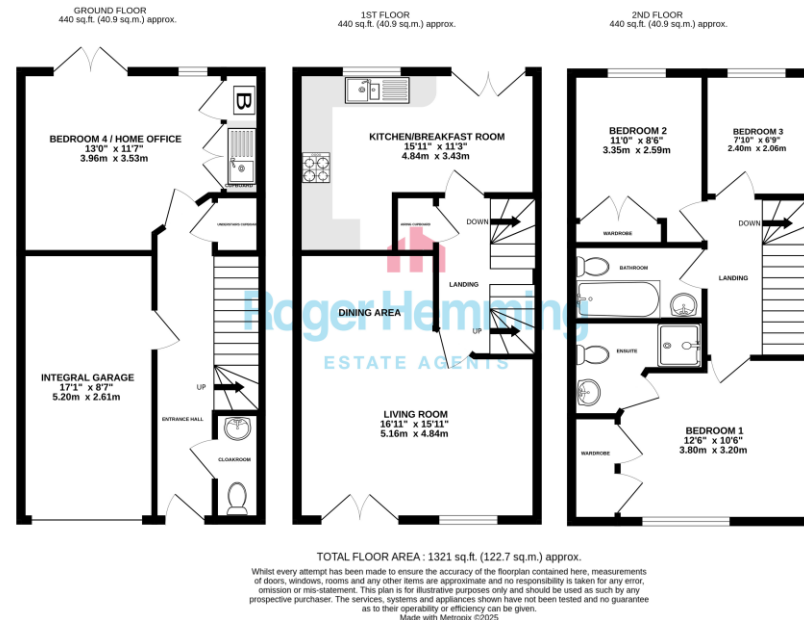 GROUND FLOOR
440 sq.ft. (40.9 sq.m.) approx.
1ST FLOOR
440 sq.ft. (40.9 sq.m.) approx.
2ND FLOOR
440 sq.ft. (40.9 sq.m.) approx.
BEDROOM 4 / HOME OFFICE
13'0" x 11'7"
3.96m x 3.53m
B
CUPBOARD
UNDERSTAIRS CUPBOARD
INTEGRAL GARAGE
17'1" x 8'7"
5.20m x 2.61m
UP
ENTRANCE HALL
CLOAKROOM
KITCHEN/BREAKFAST ROOM
15'11" x 11'3"
4.84m x 3.43m
DOWN
LANDING
DINING AREA
UP
LIVING ROOM
16'11" x 15'11"
5.16m x 4.84m
BEDROOM 2
11'0" x 8'6"
3.35m x 2.59m
BEDROOM 3
7'10" x 6'9"
2.40m x 2.06m
WARDROBE
DOWN
BATHROOM
LANDING
ENSUITE
BEDROOM 1
12'6" x 10'6"
3.80m x 3.20m
WARDROBE
Roger Hemming
ESTATE AGENTS
TOTAL FLOOR AREA : 1321 sq.ft. (122.7 sq.m.) approx.
Whilst every attempt has been made to ensure the accuracy of the floorplan contained here, measurements
of doors, windows, rooms and any other items are approximate and no responsibility is taken for any error,
omission or mis-statement. This plan is for illustrative purposes only and should be used as such by any
prospective purchaser. The services, systems and appliances shown have not been tested and no guarantee
as to their operability or efficiency can be given.
Made with Metropix ©2025